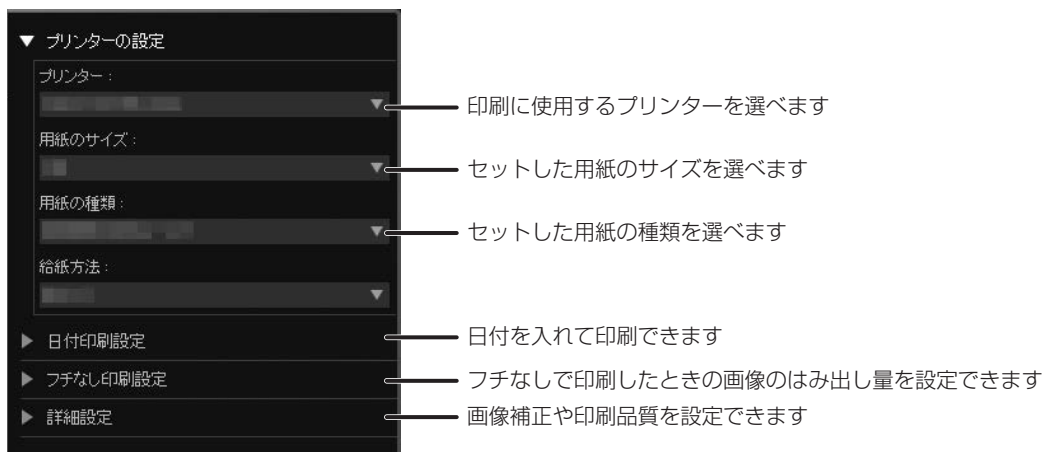 ▼ プリンターの設定
プリンター：
印刷に使用するプリンターを選べます
用紙のサイズ：
セットした用紙のサイズを選べます
用紙の種類：
セットした用紙の種類を選べます
給紙方法：
▶ 日付印刷設定
日付を入れて印刷できます
▶ フチなし印刷設定
フチなしで印刷したときの画像のはみ出し量を設定できます
▶ 詳細設定
画像補正や印刷品質を設定できます